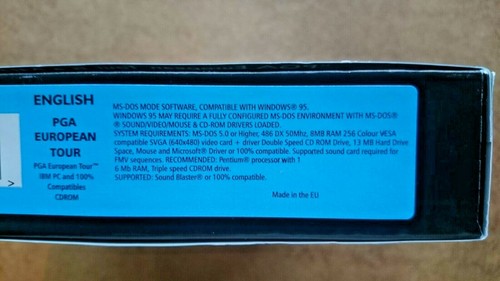 ENGLISH
PGA
EUROPEAN
TOUR
PGA European Tour™
IBM PC and 100%
Compatibles
CDROM
MS-DOS MODE SOFTWARE, COMPATIBLE WITH WINDOWS® 95.
WINDOWS 95 MAY REQUIRE A FULLY CONFIGURED MS-DOS ENVIRONMENT WITH MS-DOS®
® SOUND/VIDEO/MOUSE & CD-ROM DRIVERS LOADED.
SYSTEM REQUIREMENTS: MS-DOS 5.0 or Higher, 486 DX 50Mhz, 8MB RAM 256 Colour VESA
compatible SVGA (640x480) video card + driver Double Speed CD ROM Drive, 13 MB Hard Drive
Space, Mouse and Microsoft® Driver or 100% compatible. Supported sound card required for
FMV sequences. RECOMMENDED: Pentium® processor with 1
6 Mb RAM, Triple speed CDROM drive.
SUPPORTED: Sound Blaster® or 100% compatible.
Made in the EU